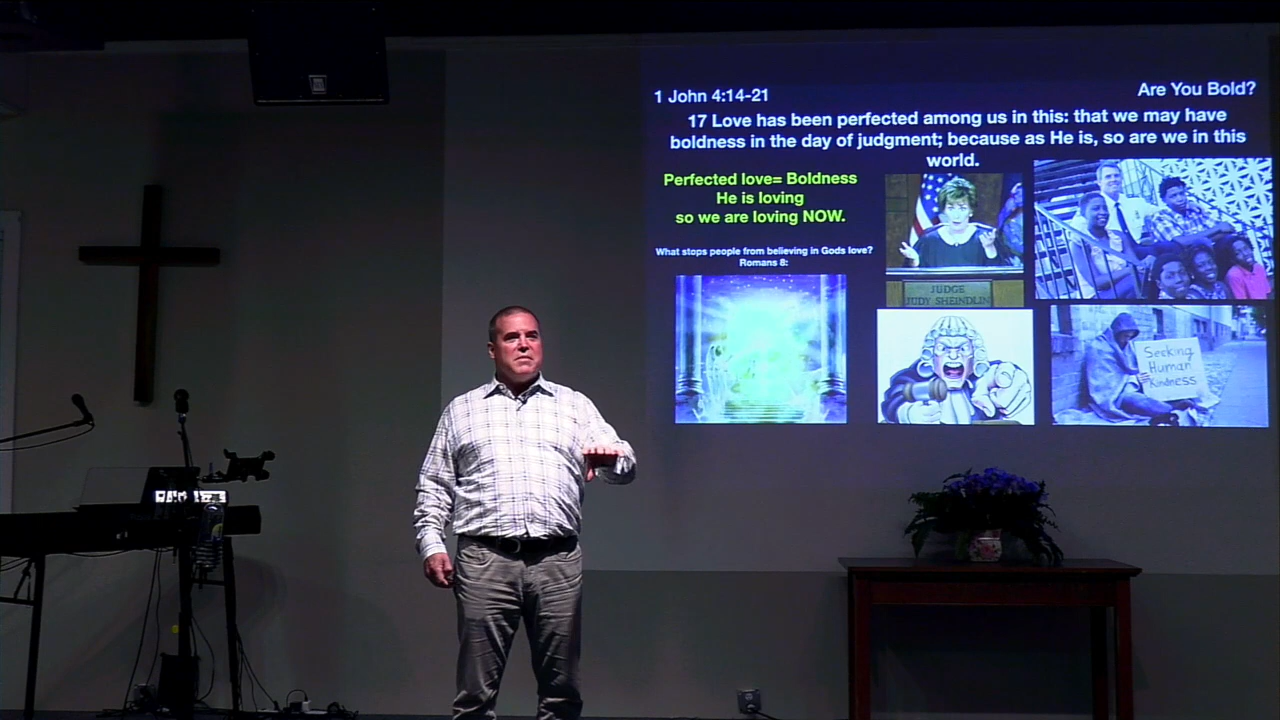 1 John 4:14-21
Are You Bold?
17 Love has been perfected among us in this: that we may have
boldness in the day of judgment; because as He is, so are we in this
world.
Perfected love= Boldness
He is loving
so we are loving NOW.
What stops people from believing in Gods love?
Romans 8:
JUDGE
JUDY SHEINDLIN
Seeking
Human
Kindness